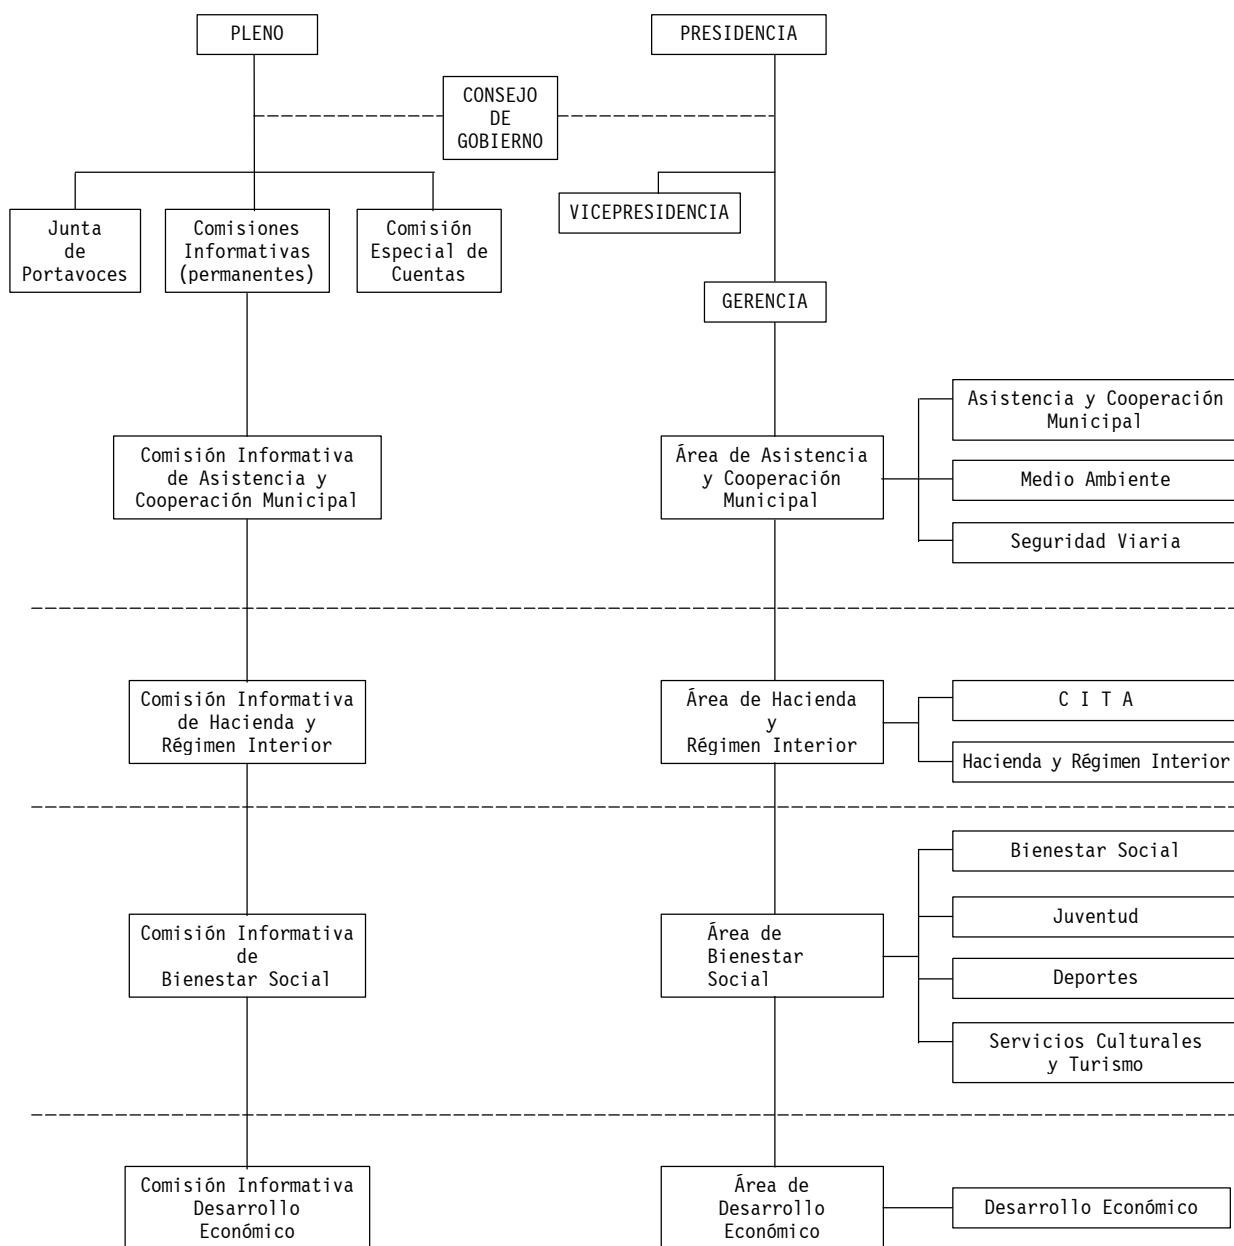 PLENO
PRESIDENCIA
CONSEJO
DE
GOBIERNO
Junta
de
Portavoces
Comisiones
Informativas
(permanentes)
Comisión
Especial de
Cuentas
VICEPRESIDENCIA
GERENCIA
Comisión Informativa
de Asistencia y
Cooperación Municipal
Área de Asistencia
y Cooperación
Municipal
Asistencia y Cooperación
Municipal
Medio Ambiente
Seguridad Viaria
Comisión Informativa
de Hacienda y
Régimen Interior
Área de Hacienda
y
Régimen Interior
C I T A
Hacienda y Régimen Interior
Comisión Informativa
de
Bienestar Social
Área de
Bienestar
Social
Bienestar Social
Juventud
Deportes
Servicios Culturales
y Turismo
Comisión Informativa
Desarrollo
Económico
Área de
Desarrollo
Económico
Desarrollo Económico